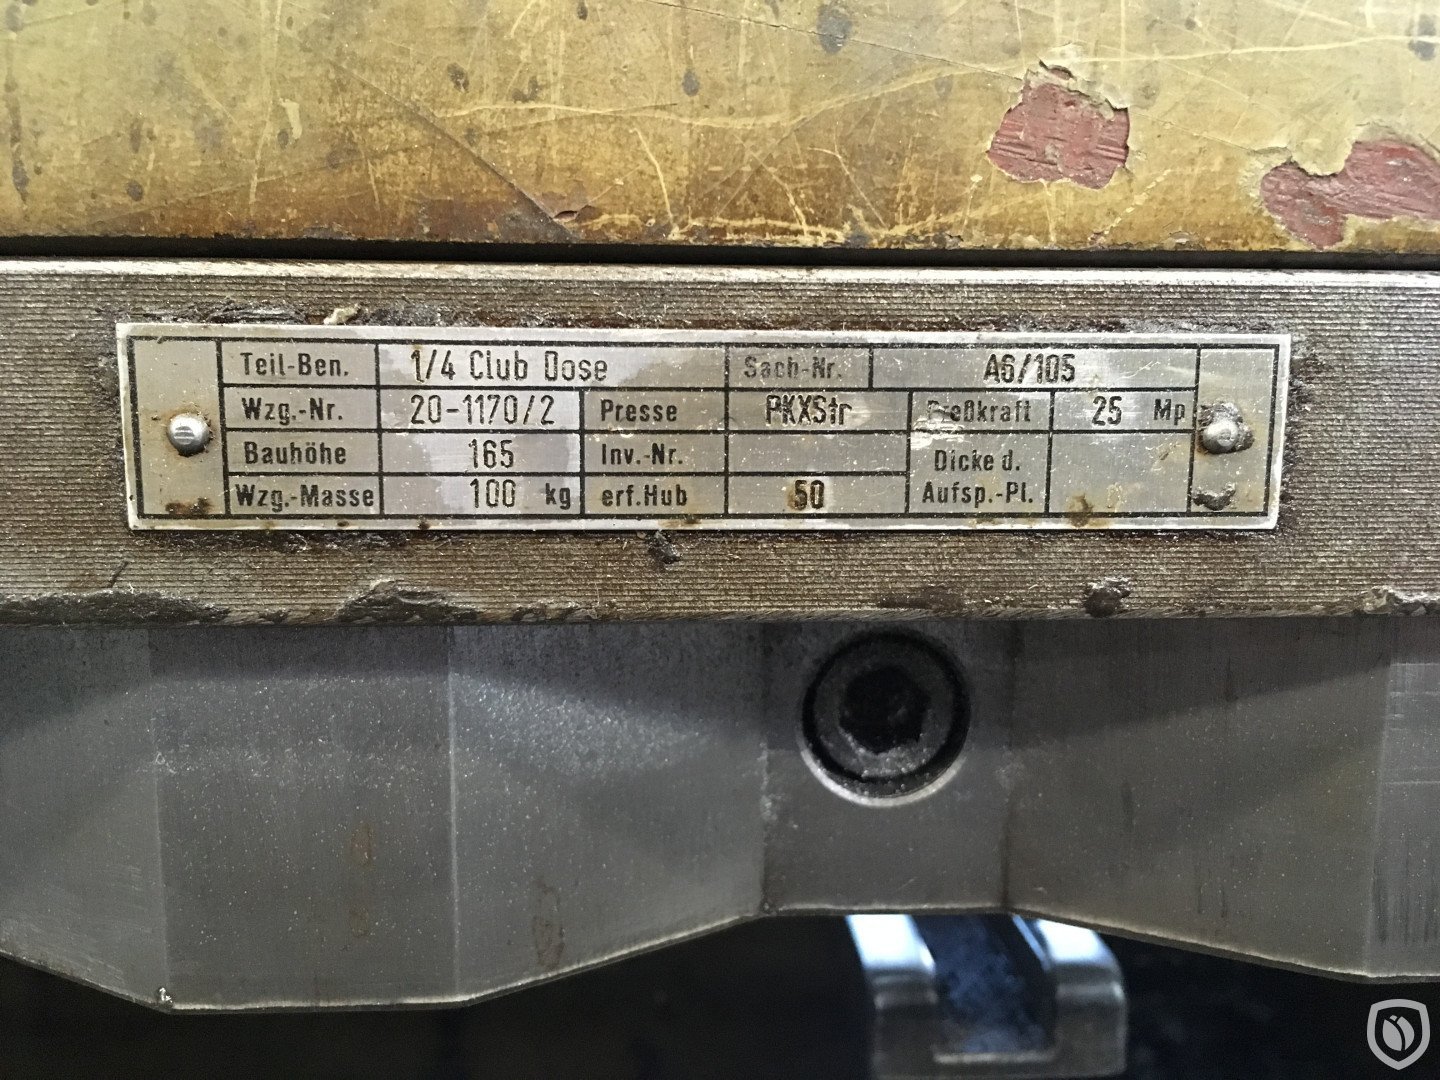 Teil-Ben. 1/4 Club Dose Sach-Nr. A6/105
Wzg.-Nr. 20-1170/2 Presse PKXStr Preßkraft 25 Mp
Bauhöhe 165 Inv.-Nr. Dicke d.
Wzg.-Masse 100 kg erf.Hub 50 Aufsp.-Pl.